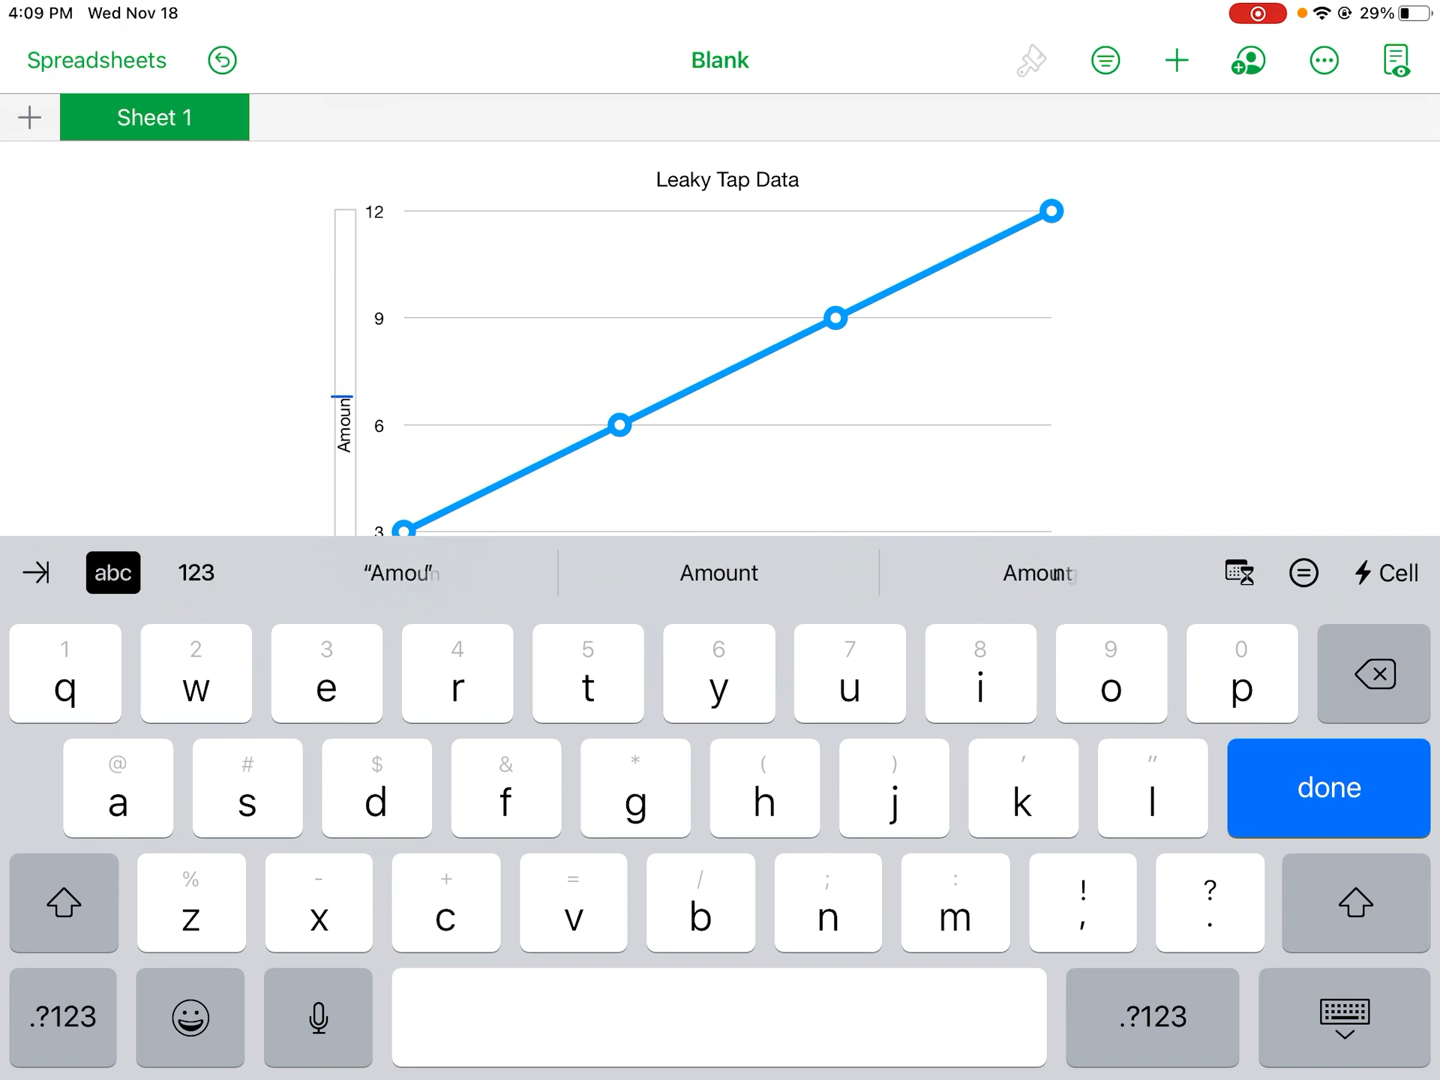 4:09 PM Wed Nov 18 29%
Spreadsheets Blank
Sheet 1
Leaky Tap Data
12
9
6
3
Amoun
abc 123 “Amou” Amount Amount Cell
1 2 3 4 5 6 7 8 9 0
q w e r t y u i o p
@ # $ & * ( ) ' "
a s d f g h j k l done
% - + = / ; : ! ?
z x c v b n m , .
.?123 .?123